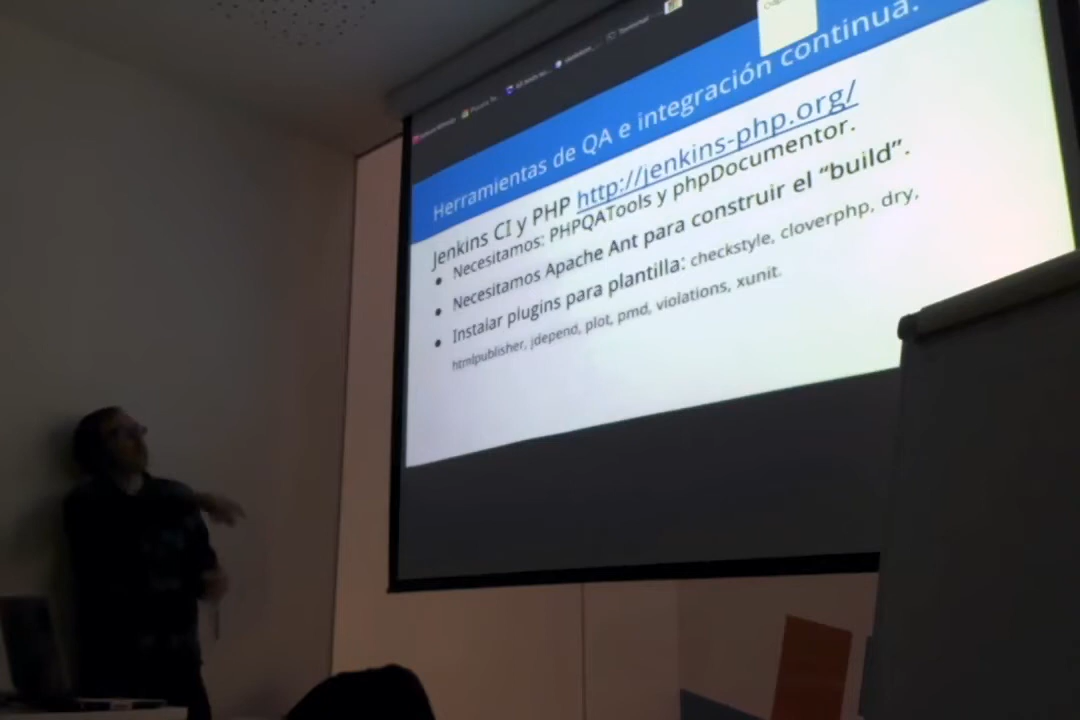 Herramientas de QA e integración continua.
Jenkins CI y PHP http://jenkins-php.org/
Necesitamos: PHPQATools y phpDocumentor.
Necesitamos Apache Ant para construir el “build”.
Instalar plugins para plantilla: checkstyle, cloverphp, dry,
htmlpublisher, jdepend, plot, pmd, violations, xunit.